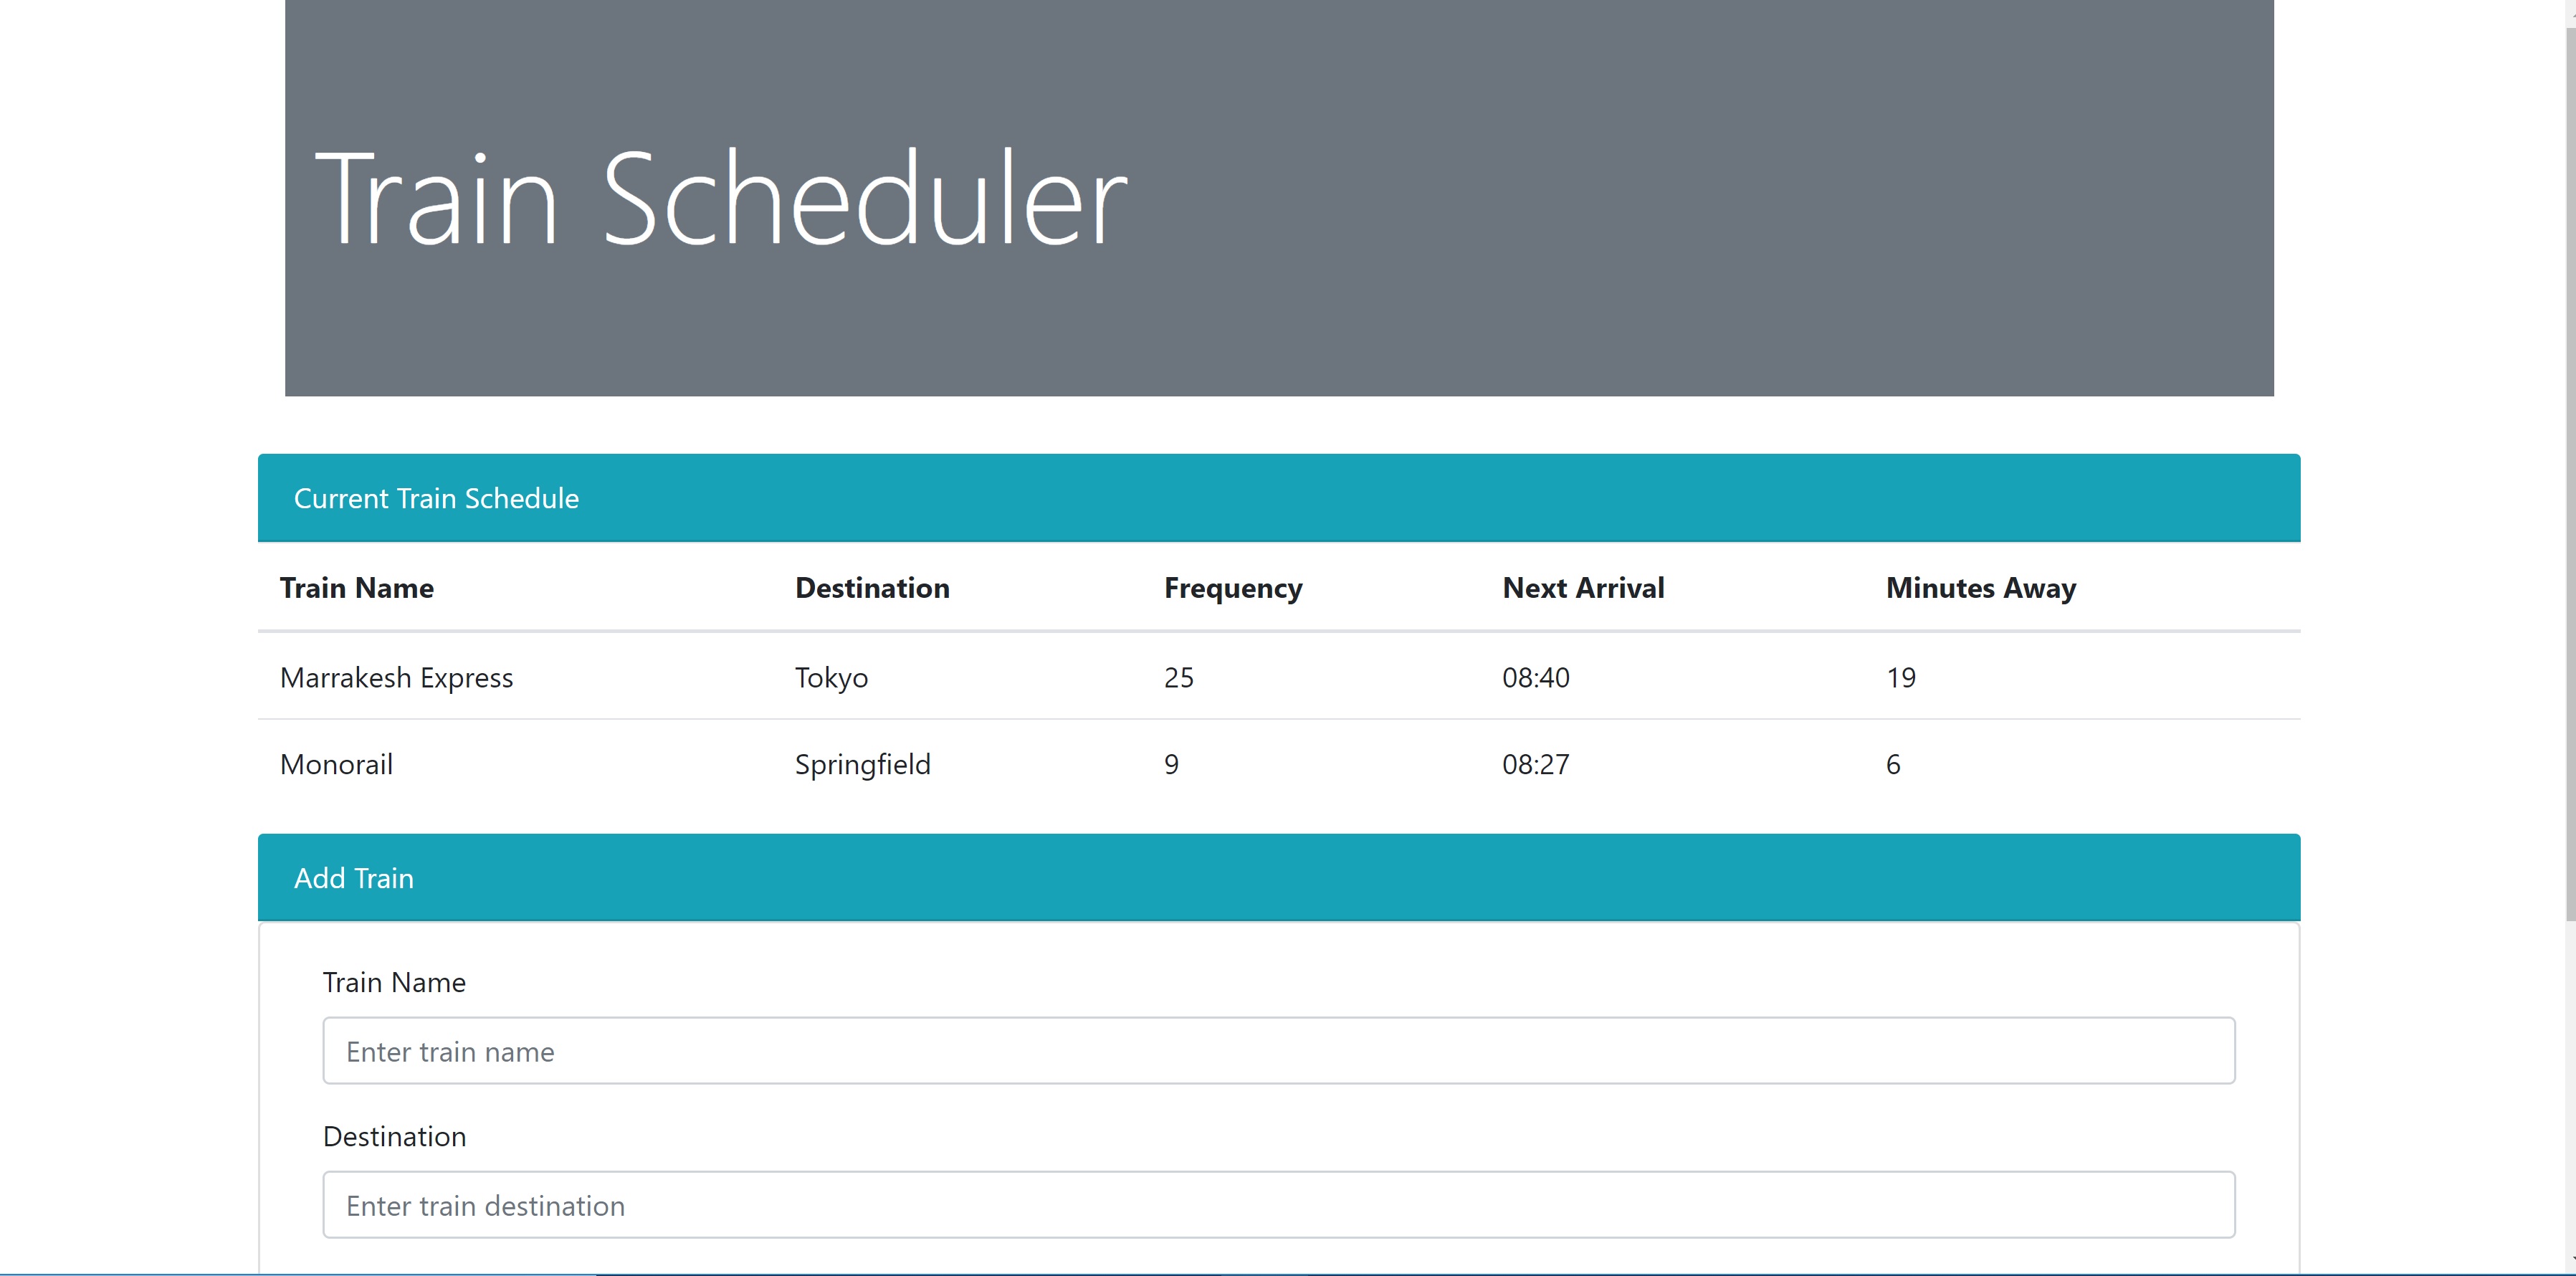 Train Scheduler
Current Train Schedule
Train Name Destination Frequency Next Arrival Minutes Away
Marrakesh Express Tokyo 25 08:40 19
Monorail Springfield 9 08:27 6
Add Train
Train Name
Enter train name
Destination
Enter train destination